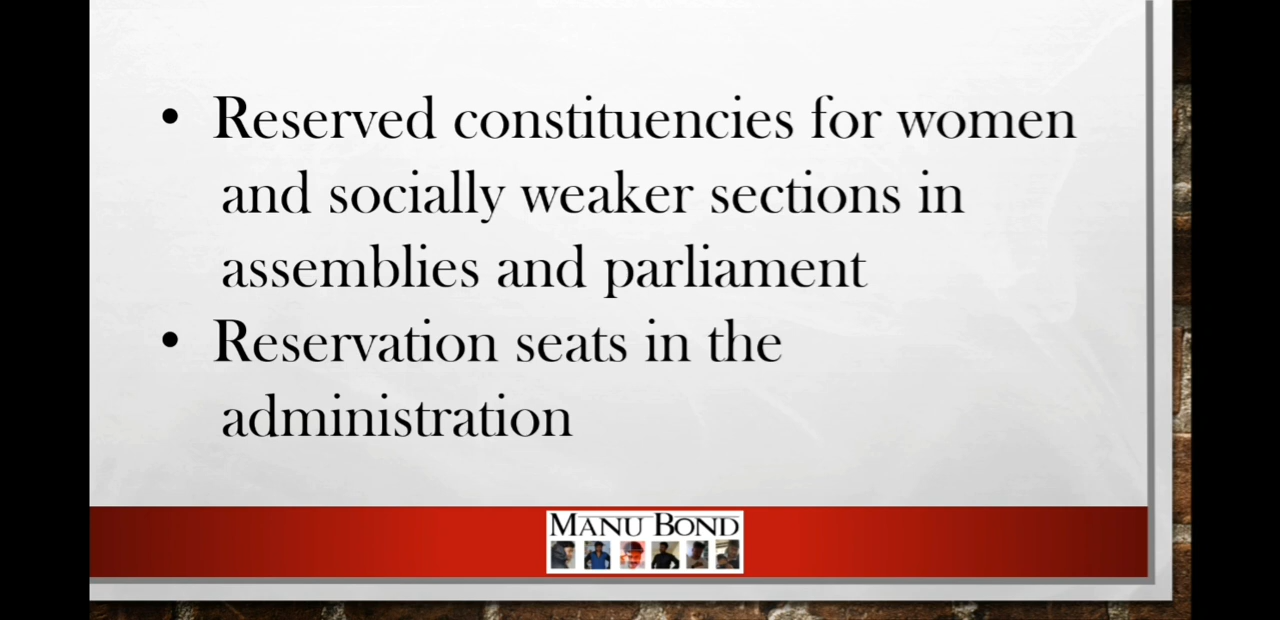 • Reserved constituencies for women
and socially weaker sections in
assemblies and parliament
• Reservation seats in the
administration
MANU BOND